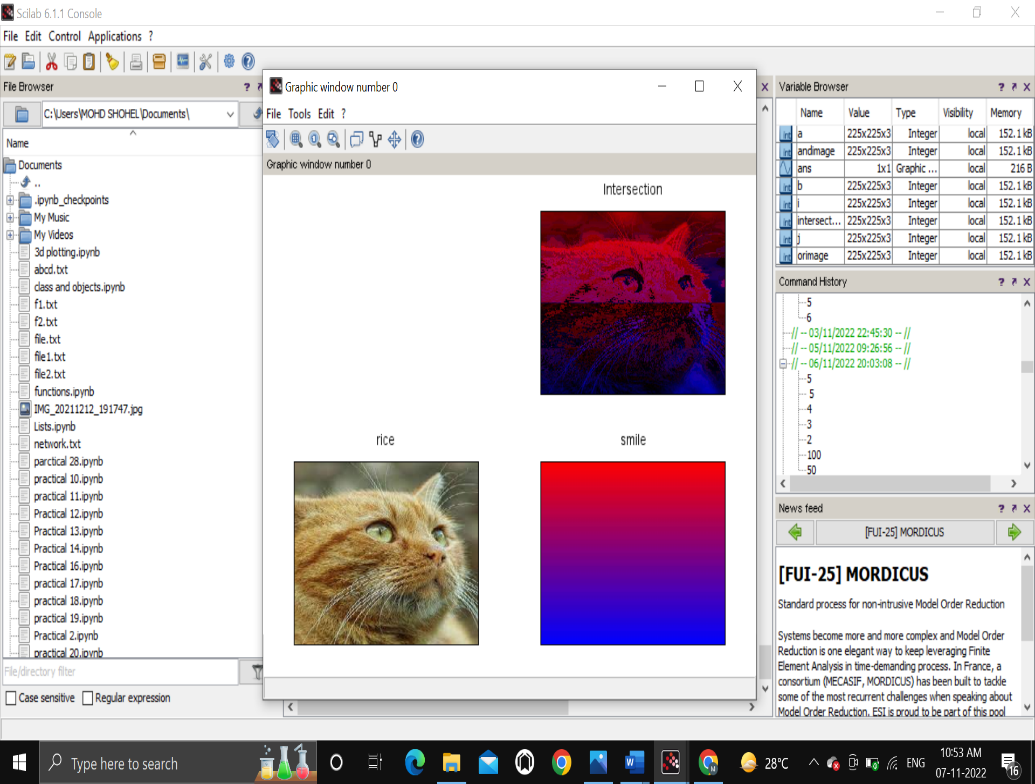 Scilab 6.1.1 Console
File Edit Control Applications ?
File Browser ? ↗
C:\Users\MOHD SHOHEL\Documents\
Name
Documents
..
.ipynb_checkpoints
My Music
My Videos
3d plotting.ipynb
abcd.txt
class and objects.ipynb
f1.txt
f2.txt
file.txt
file1.txt
file2.txt
functions.ipynb
IMG_20211212_191747.jpg
Lists.ipynb
network.txt
parctical 28.ipynb
practical 10.ipynb
practical 11.ipynb
Practical 12.ipynb
Practical 13.ipynb
Practical 14.ipynb
Practical 16.ipynb
practical 17.ipynb
practical 18.ipynb
practical 19.ipynb
Practical 2.ipynb
practical 20.ipynb
File/directory filter
Case sensitive Regular expression
Graphic window number 0
File Tools Edit ?
Graphic window number 0
Intersection
rice
smile
Variable Browser ? ↗ X
Name Value Type Visibility Memory
a 225x225x3 Integer local 152.1 kB
andimage 225x225x3 Integer local 152.1 kB
ans 1x1 Graphic ... local 216 B
b 225x225x3 Integer local 152.1 kB
i 225x225x3 Integer local 152.1 kB
intersect... 225x225x3 Integer local 152.1 kB
j 225x225x3 Integer local 152.1 kB
orimage 225x225x3 Integer local 152.1 kB
Command History ? ↗ X
5
6
// -- 03/11/2022 22:45:30 -- //
// -- 05/11/2022 09:26:56 -- //
// -- 06/11/2022 20:03:08 -- //
5
5
4
3
2
100
50
News feed ? ↗ X
[FUI-25] MORDICUS
[FUI-25] MORDICUS
Standard process for non-intrusive Model Order Reduction
Systems become more and more complex and Model Order
Reduction is one elegant way to keep leveraging Finite
Element Analysis in time-demanding process. In France, a
consortium (MECASIF, MORDICUS) has been built to tackle
some of the most recurrent challenges when speaking about
Model Order Reduction. ESI is proud to be part of this pool
Type here to search
28°C
ENG
10:53 AM
07-11-2022
16